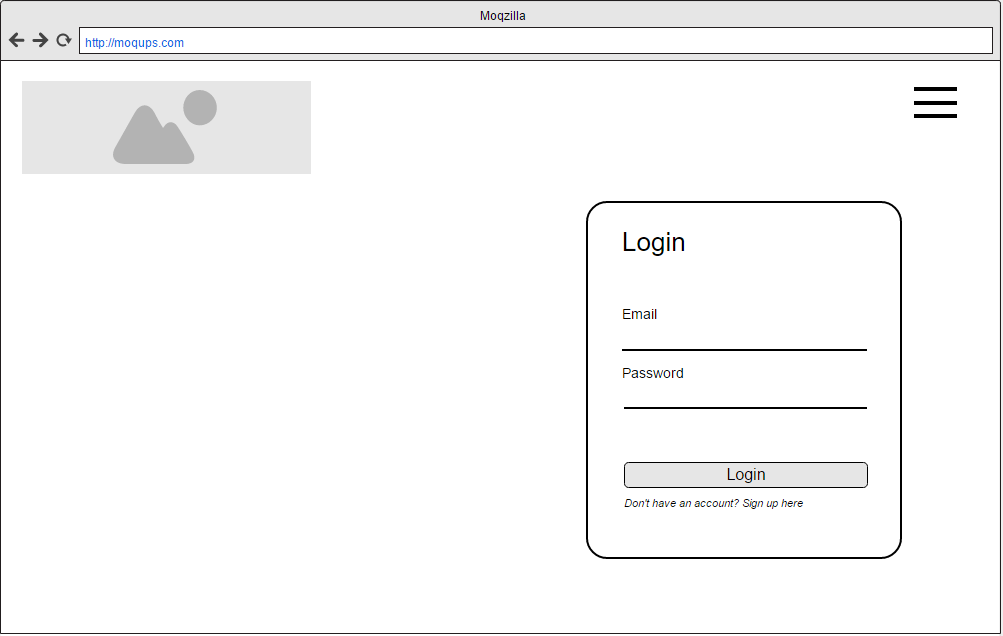 Moqzilla
http://moqups.com
Login
Email
Password
Login
Don't have an account? Sign up here